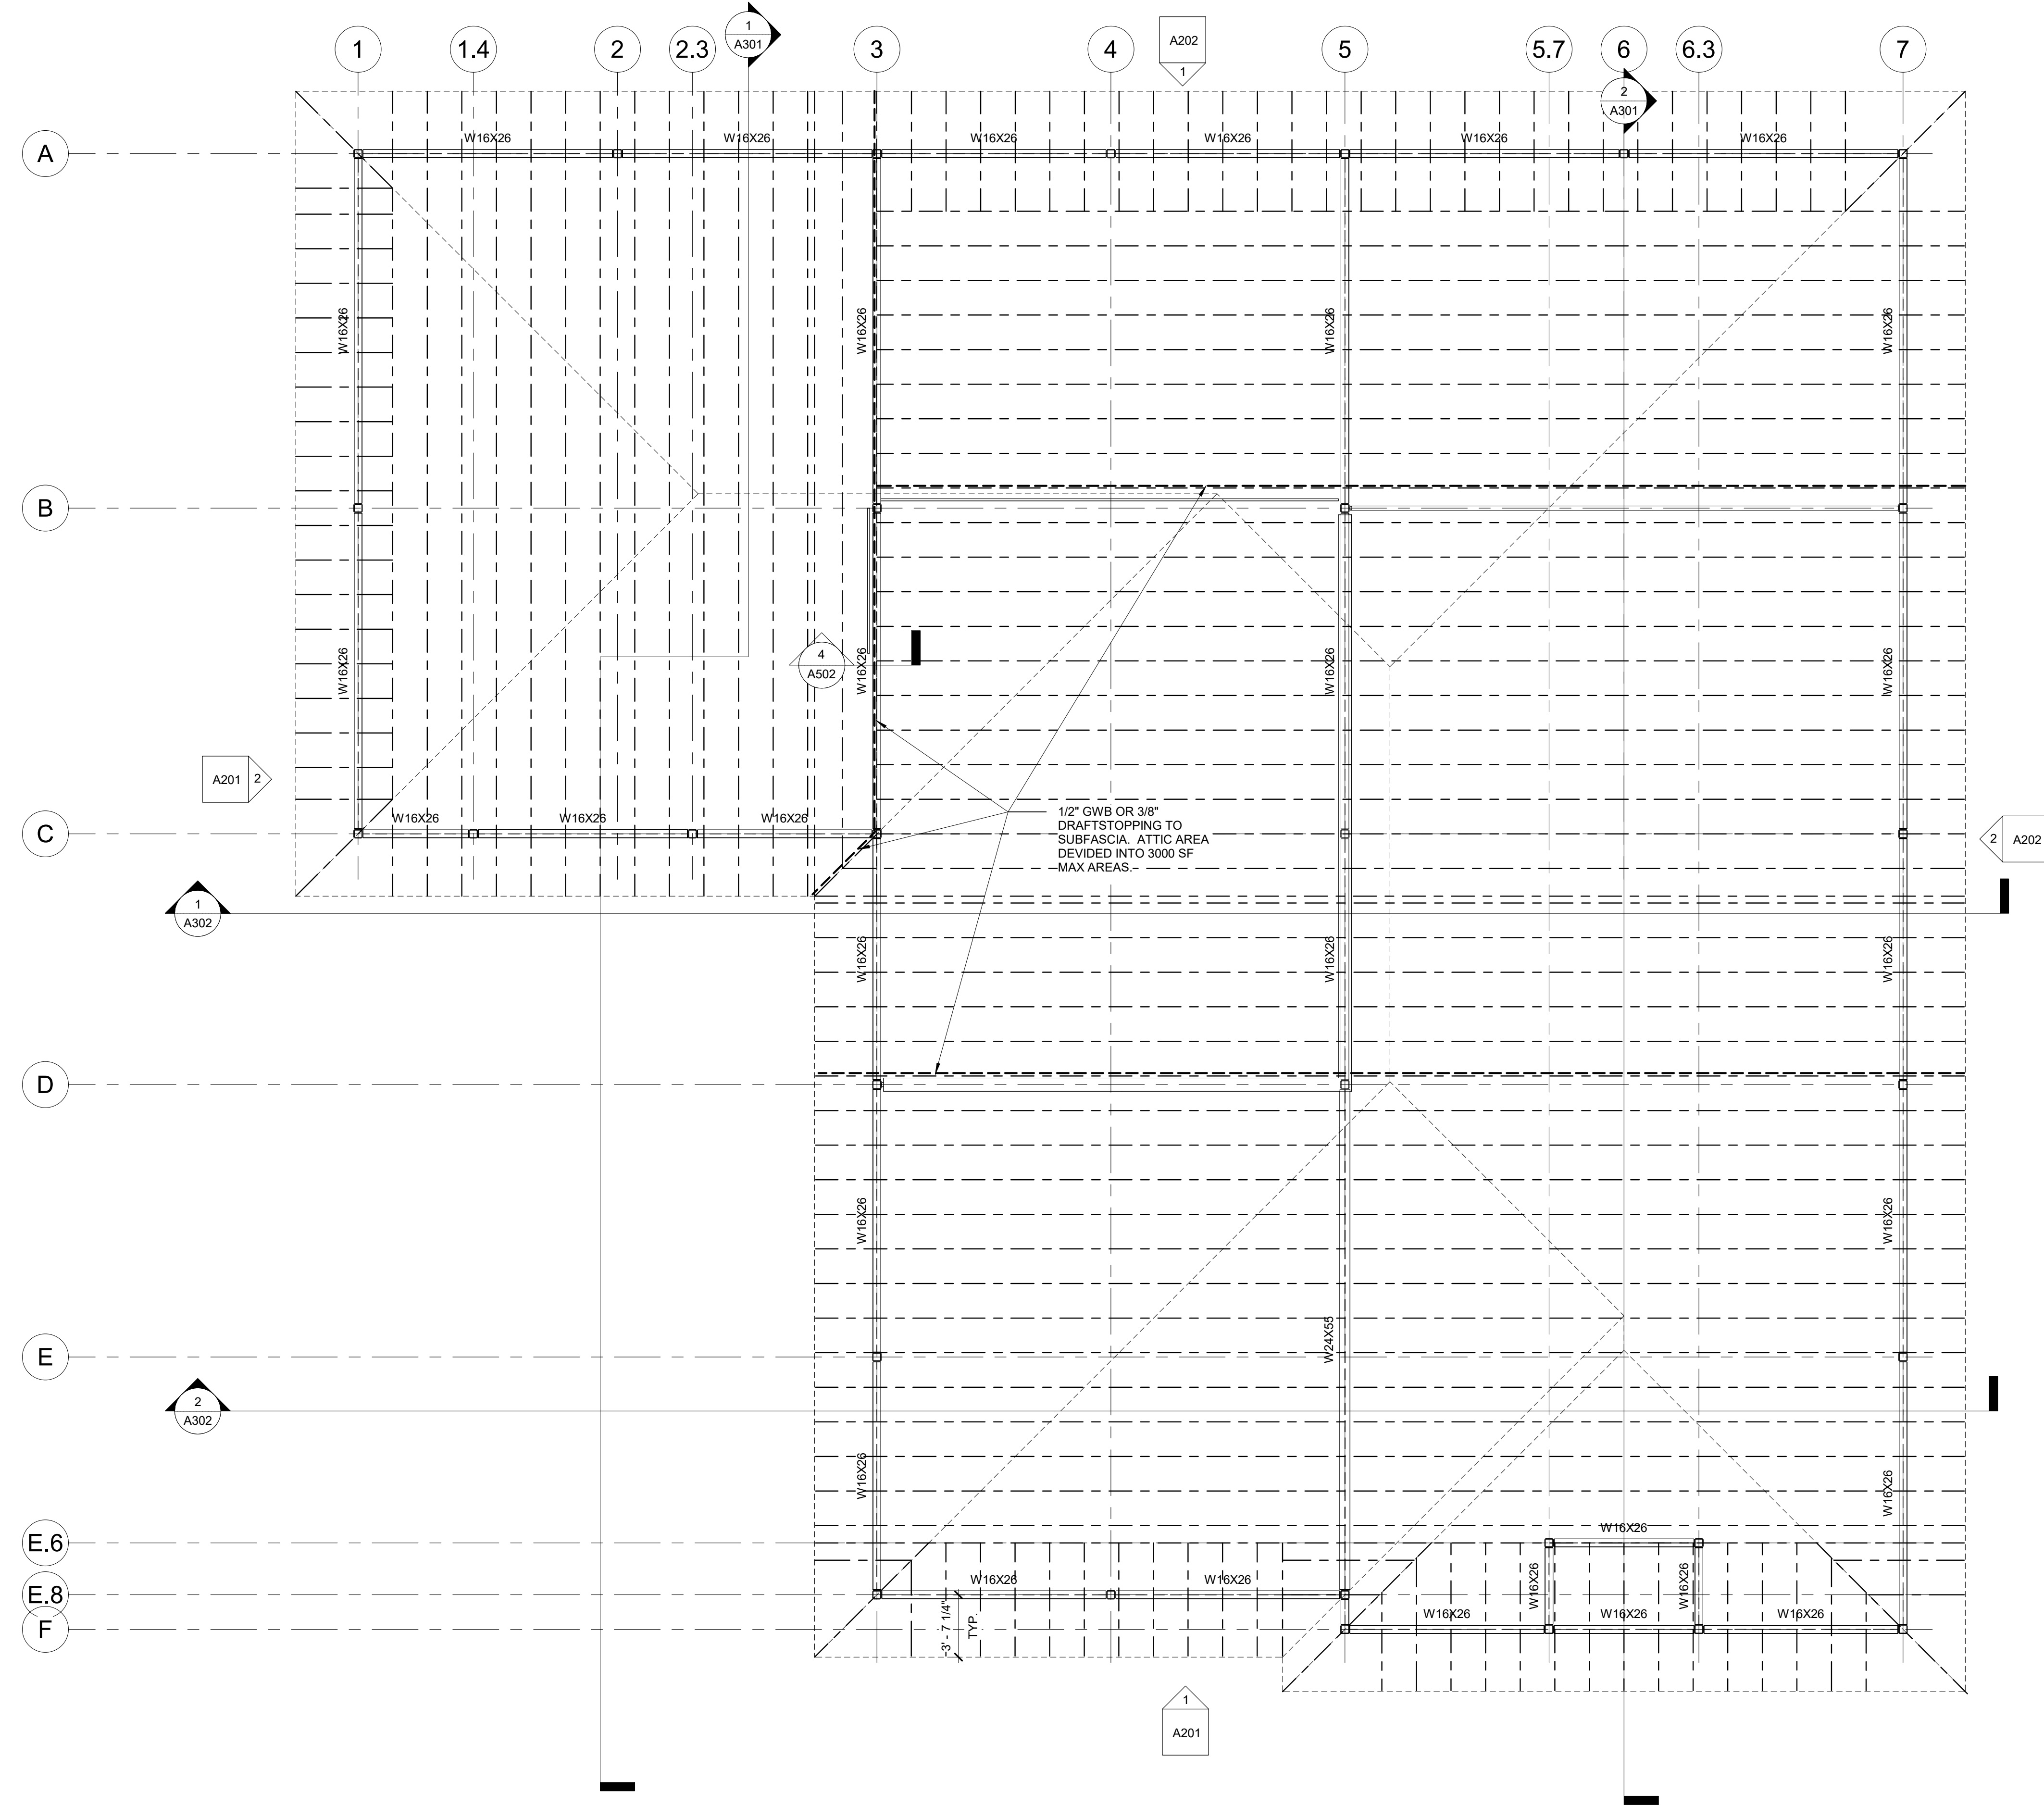 1
A301
A202
1
1
1.4
2
2.3
3
4
5
5.7
6
6.3
7
2
A301
A
W16X26
W16X26
W16X26
W16X26
W16X26
W16X26
W16X26
W16X26
W16X26
W16X26
B
4
A502
W16X26
W16X26
W16X26
W16X26
A201
2
1/2" GWB OR 3/8"
DRAFTSTOPPING TO
SUBFASCIA. ATTIC AREA
DEVIDED INTO 3000 SF
MAX AREAS.
C
W16X26
W16X26
W16X26
2
A202
1
A302
W16X26
W16X26
W16X26
D
W16X26
W16X26
W24X55
E
2
A302
W16X26
W16X26
E.6
W16X26
E.8
W16X26
W16X26
W16X26
W16X26
3' - 7 1/4"
TYP.
F
W16X26
W16X26
W16X26
1
A201